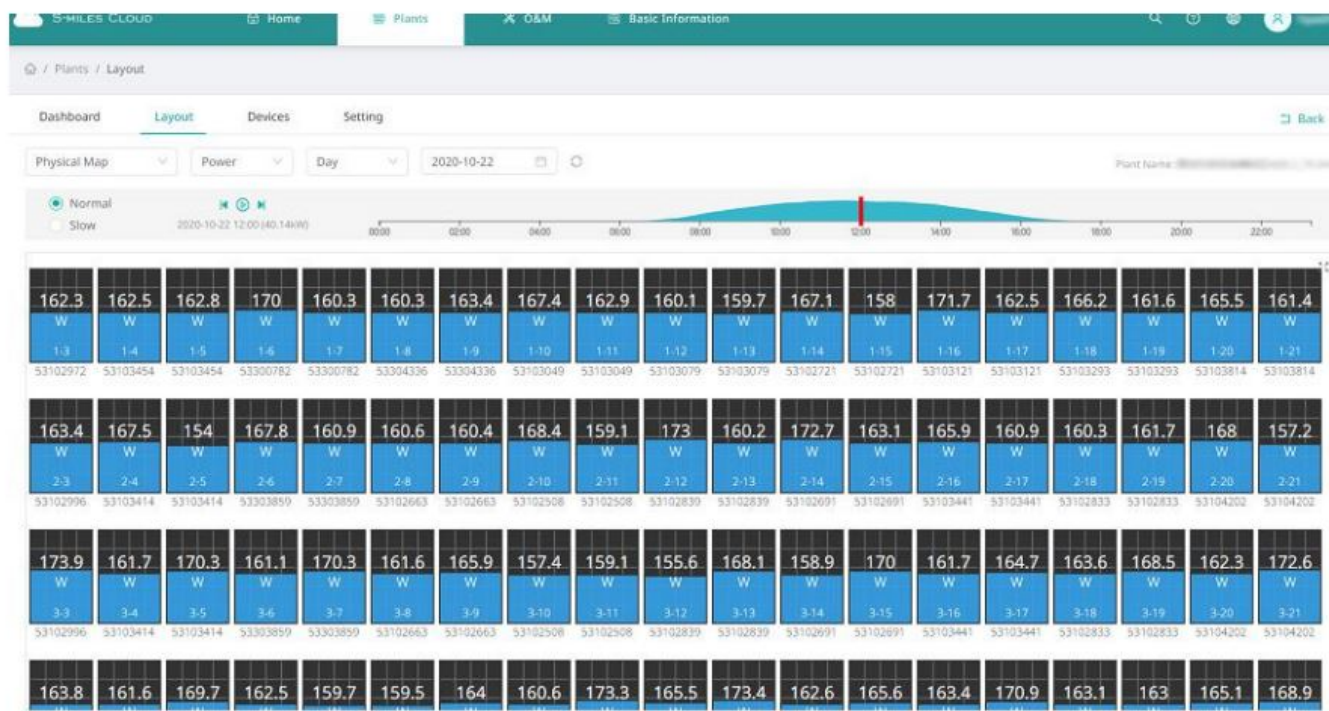 S-MILES CLOUD Home Plants O&M Basic Information
/ Plants / Layout
Dashboard Layout Devices Setting Back
Physical Map Power Day 2020-10-22 Plant Name:
Normal
Slow 2020-10-22 12:00 (40.14kW) 00:00 02:00 04:00 06:00 08:00 10:00 12:00 14:00 16:00 18:00 20:00 22:00
162.3 162.5 162.8 170 160.3 160.3 163.4 167.4 162.9 160.1 159.7 167.1 158 171.7 162.5 166.2 161.6 165.5 161.4
W W W W W W W W W W W W W W W W W W W
1-3 1-4 1-5 1-6 1-7 1-8 1-9 1-10 1-11 1-12 1-13 1-14 1-15 1-16 1-17 1-18 1-19 1-20 1-21
53102972 53103454 53103454 53300782 53300782 53304336 53304336 53103049 53103049 53103079 53103079 53102721 53102721 53103121 53103121 53103293 53103293 53103814 53103814
163.4 167.5 154 167.8 160.9 160.6 160.4 168.4 159.1 173 160.2 172.7 163.1 165.9 160.9 160.3 161.7 168 157.2
W W W W W W W W W W W W W W W W W W W
2-3 2-4 2-5 2-6 2-7 2-8 2-9 2-10 2-11 2-12 2-13 2-14 2-15 2-16 2-17 2-18 2-19 2-20 2-21
53102996 53103414 53103414 53303859 53303859 53102663 53102663 53102508 53102508 53102839 53102839 53102691 53102691 53103441 53103441 53102833 53102833 53104202 53104202
173.9 161.7 170.3 161.1 170.3 161.6 165.9 157.4 159.1 155.6 168.1 158.9 170 161.7 164.7 163.6 168.5 162.3 172.6
W W W W W W W W W W W W W W W W W W W
3-3 3-4 3-5 3-6 3-7 3-8 3-9 3-10 3-11 3-12 3-13 3-14 3-15 3-16 3-17 3-18 3-19 3-20 3-21
53102996 53103414 53103414 53303859 53303859 53102663 53102663 53102508 53102508 53102839 53102839 53102691 53102691 53103441 53103441 53102833 53102833 53104202 53104202
163.8 161.6 169.7 162.5 159.7 159.5 164 160.6 173.3 165.5 173.4 162.6 165.6 163.4 170.9 163.1 163 165.1 168.9